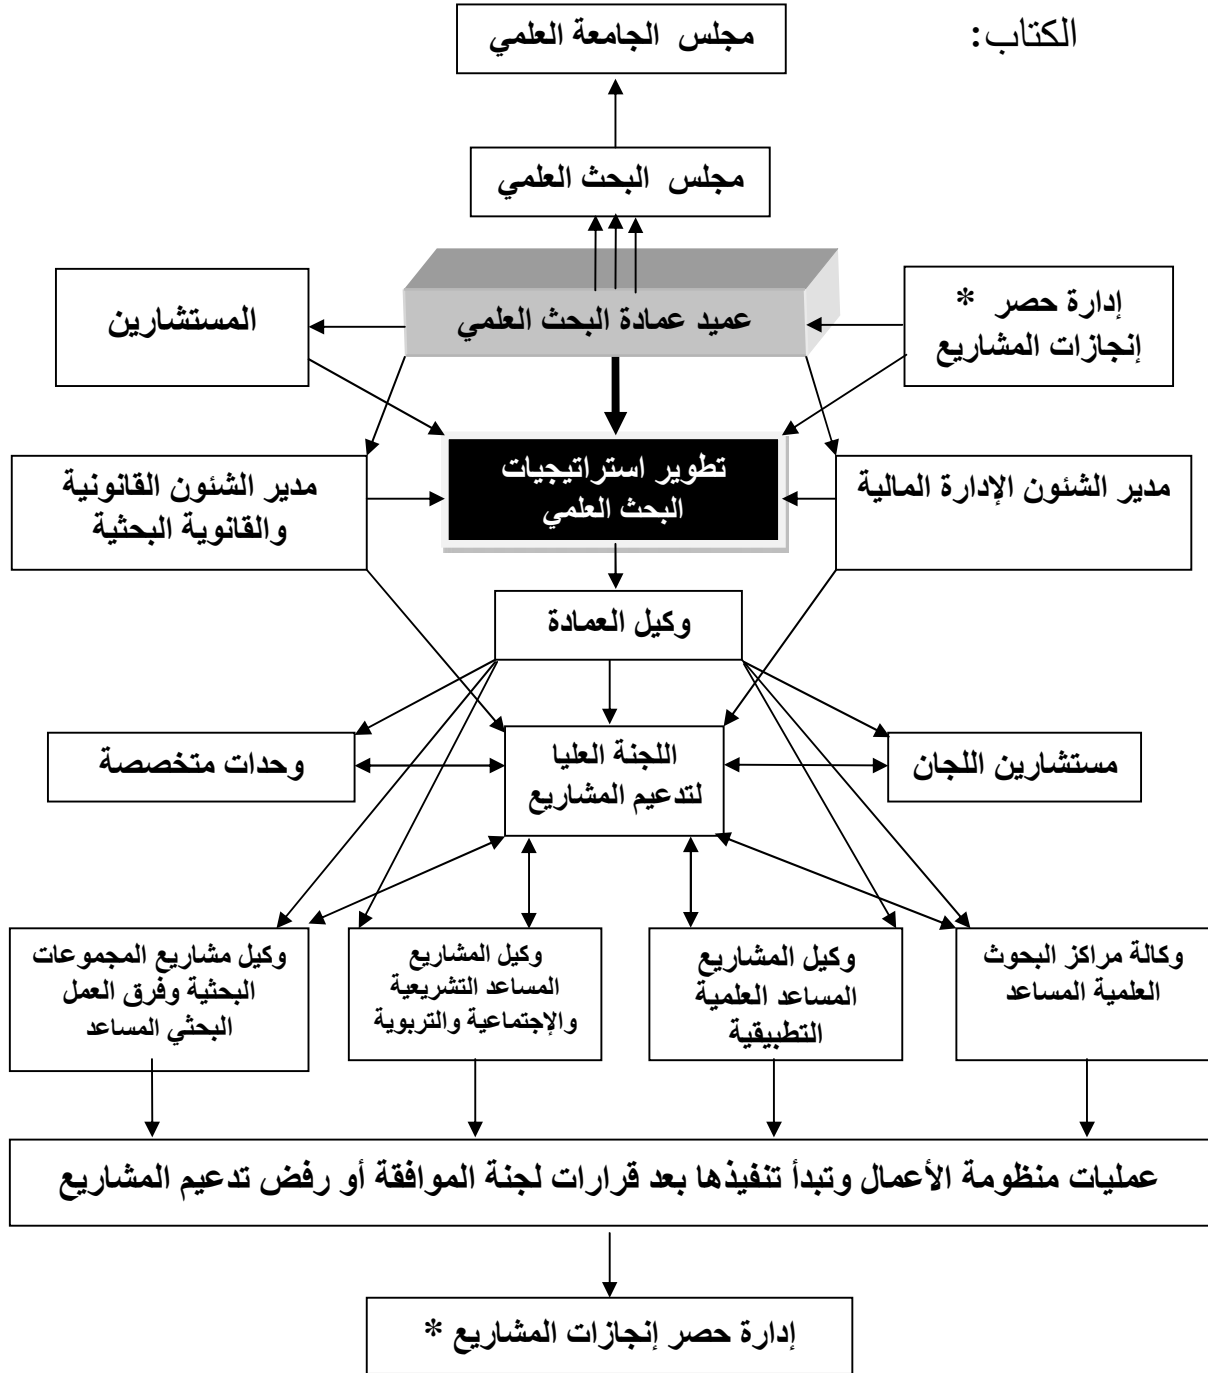 الكتاب:
مجلس الجامعة العلمي
مجلس البحث العلمي
إدارة حصر *
إنجازات المشاريع
عميد عمادة البحث العلمي
المستشارين
مدير الشئون الإدارة المالية
تطوير استراتيجيات
البحث العلمي
مدير الشئون القانونية
والقانوية البحثية
وكيل العمادة
مستشارين اللجان
اللجنة العليا
لتدعيم المشاريع
وحدات متخصصة
وكالة مراكز البحوث
العلمية المساعد
وكيل المشاريع
المساعد العلمية
التطبيقية
وكيل المشاريع
المساعد التشريعية
والإجتماعية والتربوية
وكيل مشاريع المجموعات
البحثية وفرق العمل
البحثي المساعد
عمليات منظومة الأعمال وتبدأ تنفيذها بعد قرارات لجنة الموافقة أو رفض تدعيم المشاريع
إدارة حصر إنجازات المشاريع *